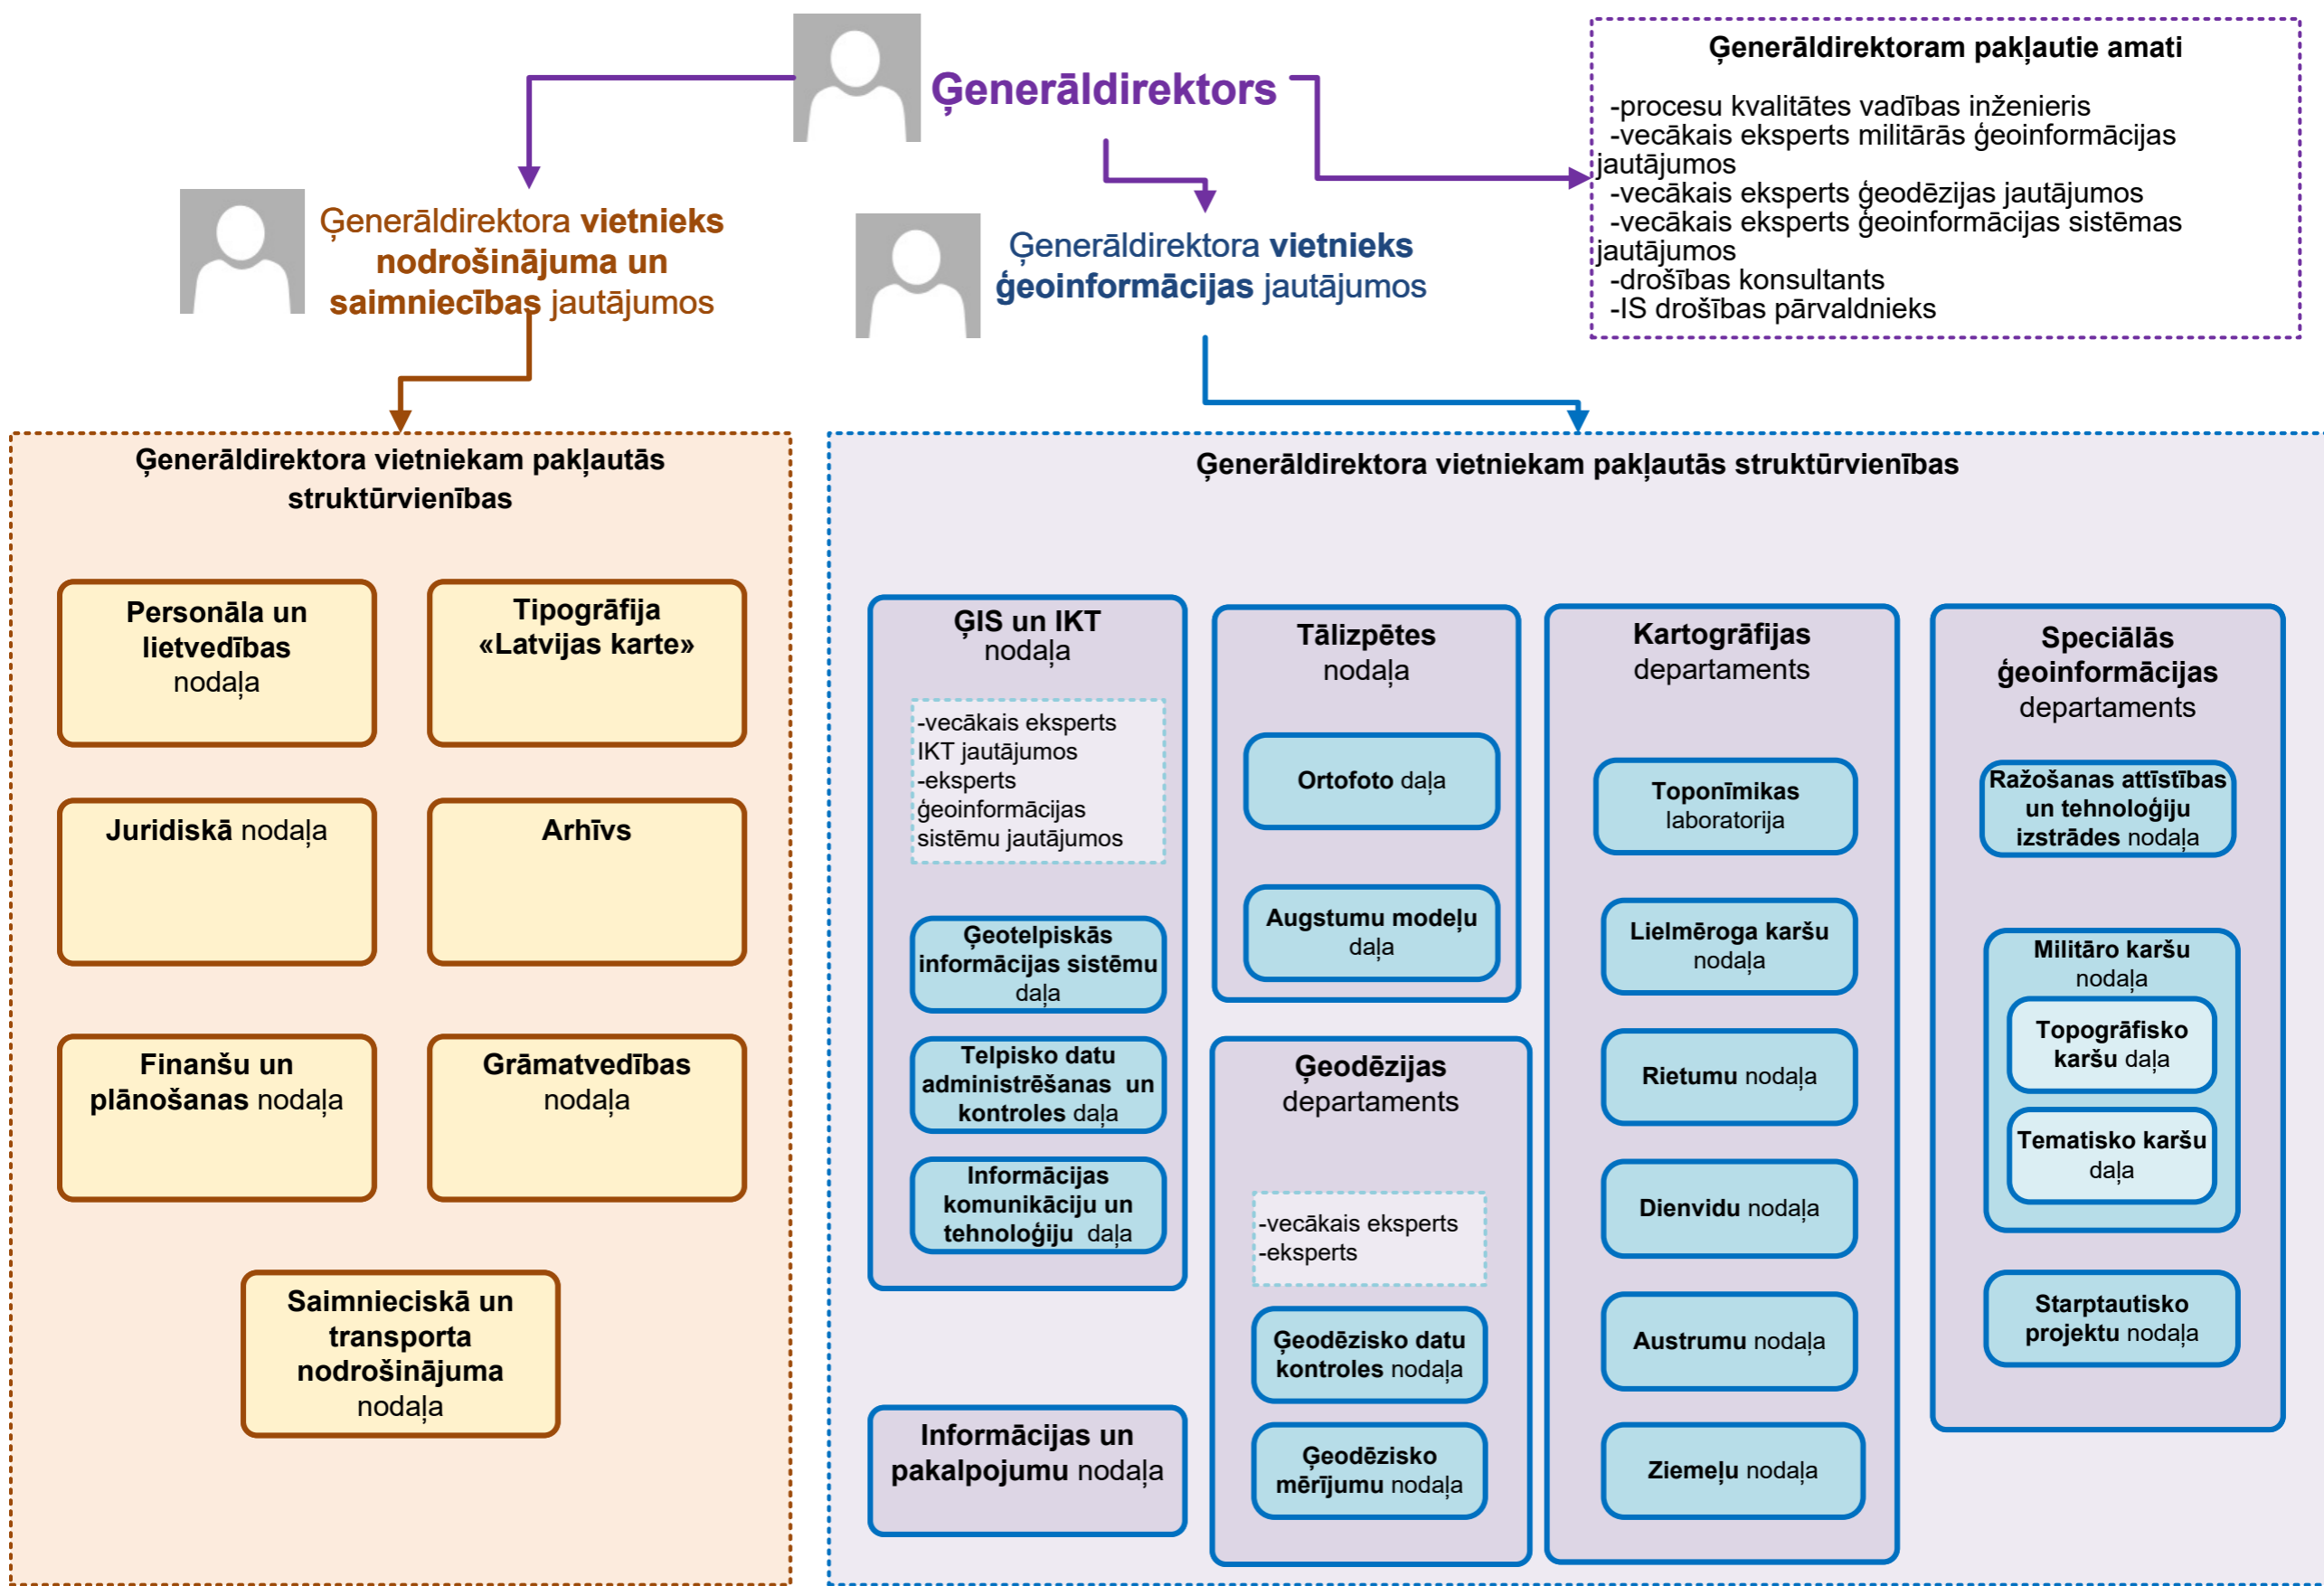 Ģenerāldirektors
Ģenerāldirektoram pakļautie amati
-procesu kvalitātes vadības inženieris
-vecākais eksperts militārās ģeoinformācijas
jautājumos
-vecākais eksperts ģeodēzijas jautājumos
-vecākais eksperts ģeoinformācijas sistēmas
jautājumos
-drošības konsultants
-IS drošības pārvaldnieks
Ģenerāldirektora vietnieks
nodrošinājuma un
saimniecības jautājumos
Ģenerāldirektora vietnieks
ģeoinformācijas jautājumos
Ģenerāldirektora vietniekam pakļautās
struktūrvienības
Personāla un
lietvedības
nodaļa
Tipogrāfija
«Latvijas karte»
Juridiskā nodaļa
Arhīvs
Finanšu un
plānošanas nodaļa
Grāmatvedības
nodaļa
Saimnieciskā un
transporta
nodrošinājuma
nodaļa
Ģenerāldirektora vietniekam pakļautās struktūrvienības
ĢIS un IKT
nodaļa
-vecākais eksperts
IKT jautājumos
-eksperts
ģeoinformācijas
sistēmu jautājumos
Ģeotelpiskās
informācijas sistēmu
daļa
Telpisko datu
administrēšanas un
kontroles daļa
Informācijas
komunikāciju un
tehnoloģiju daļa
Informācijas un
pakalpojumu nodaļa
Tālizpētes
nodaļa
Ortofoto daļa
Augstumu modeļu
daļa
Ģeodēzijas
departaments
-vecākais eksperts
-eksperts
Ģeodēzisko datu
kontroles nodaļa
Ģeodēzisko
mērījumu nodaļa
Kartogrāfijas
departaments
Toponīmikas
laboratorija
Lielmēroga karšu
nodaļa
Rietumu nodaļa
Dienvidu nodaļa
Austrumu nodaļa
Ziemeļu nodaļa
Speciālās
ģeoinformācijas
departaments
Ražošanas attīstības
un tehnoloģiju
izstrādes nodaļa
Militāro karšu
nodaļa
Topogrāfisko
karšu daļa
Tematisko karšu
daļa
Starptautisko
projektu nodaļa